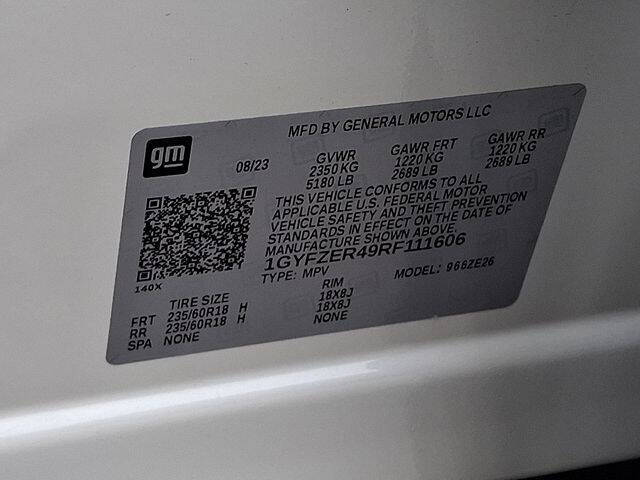 MFD BY GENERAL MOTORS LLC
gm
08/23
GVWR GAWR FRT GAWR RR
2350 KG 1220 KG 1220 KG
5180 LB 2689 LB 2689 LB
THIS VEHICLE CONFORMS TO ALL
APPLICABLE U.S. FEDERAL MOTOR
VEHICLE SAFETY AND THEFT PREVENTION
STANDARDS IN EFFECT ON THE DATE OF
MANUFACTURE SHOWN ABOVE.
1GYFZER49RF111606
TYPE: MPV MODEL: 966ZE26
140X
TIRE SIZE RIM
FRT 235/60R18 H 18X8J
RR 235/60R18 H 18X8J
SPA NONE NONE